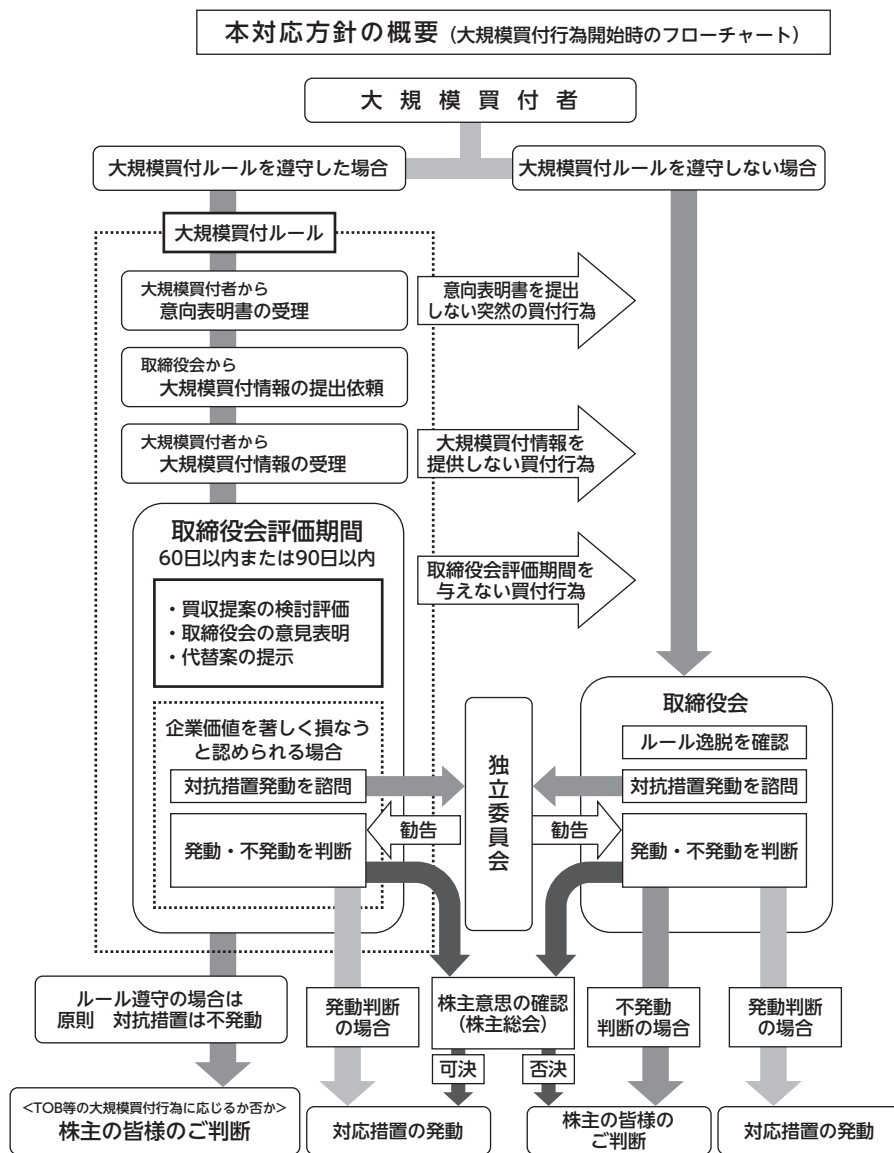 本対応方針の概要（大規模買付行為開始時のフローチャート）
大規模買付者
大規模買付ルールを遵守した場合
大規模買付ルールを遵守しない場合
大規模買付ルール
大規模買付者から
意向表明書の受理
意向表明書を提出
しない突然の買付行為
取締役会から
大規模買付情報の提出依頼
大規模買付者から
大規模買付情報の受理
大規模買付情報を
提供しない買付行為
取締役会評価期間
60日以内または90日以内
取締役会評価期間を
与えない買付行為
・買収提案の検討評価
・取締役会の意見表明
・代替案の提示
企業価値を著しく損なう
と認められる場合
対抗措置発動を諮問
発動・不発動を判断
勧告
独立委員会
勧告
取締役会
ルール逸脱を確認
対抗措置発動を諮問
発動・不発動を判断
ルール遵守の場合は
原則　対抗措置は不発動
発動判断
の場合
株主意思の確認
(株主総会)
不発動
判断の場合
発動判断
の場合
可決
否決
<TOB等の大規模買付行為に応じるか否か>
株主の皆様のご判断
対応措置の発動
株主の皆様の
ご判断
対応措置の発動